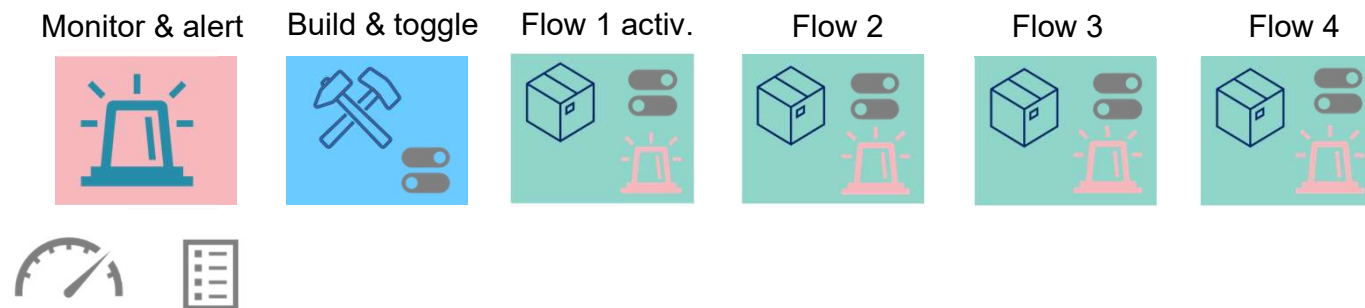 Monitor & alert
Build & toggle
Flow 1 activ.
Flow 2
Flow 3
Flow 4